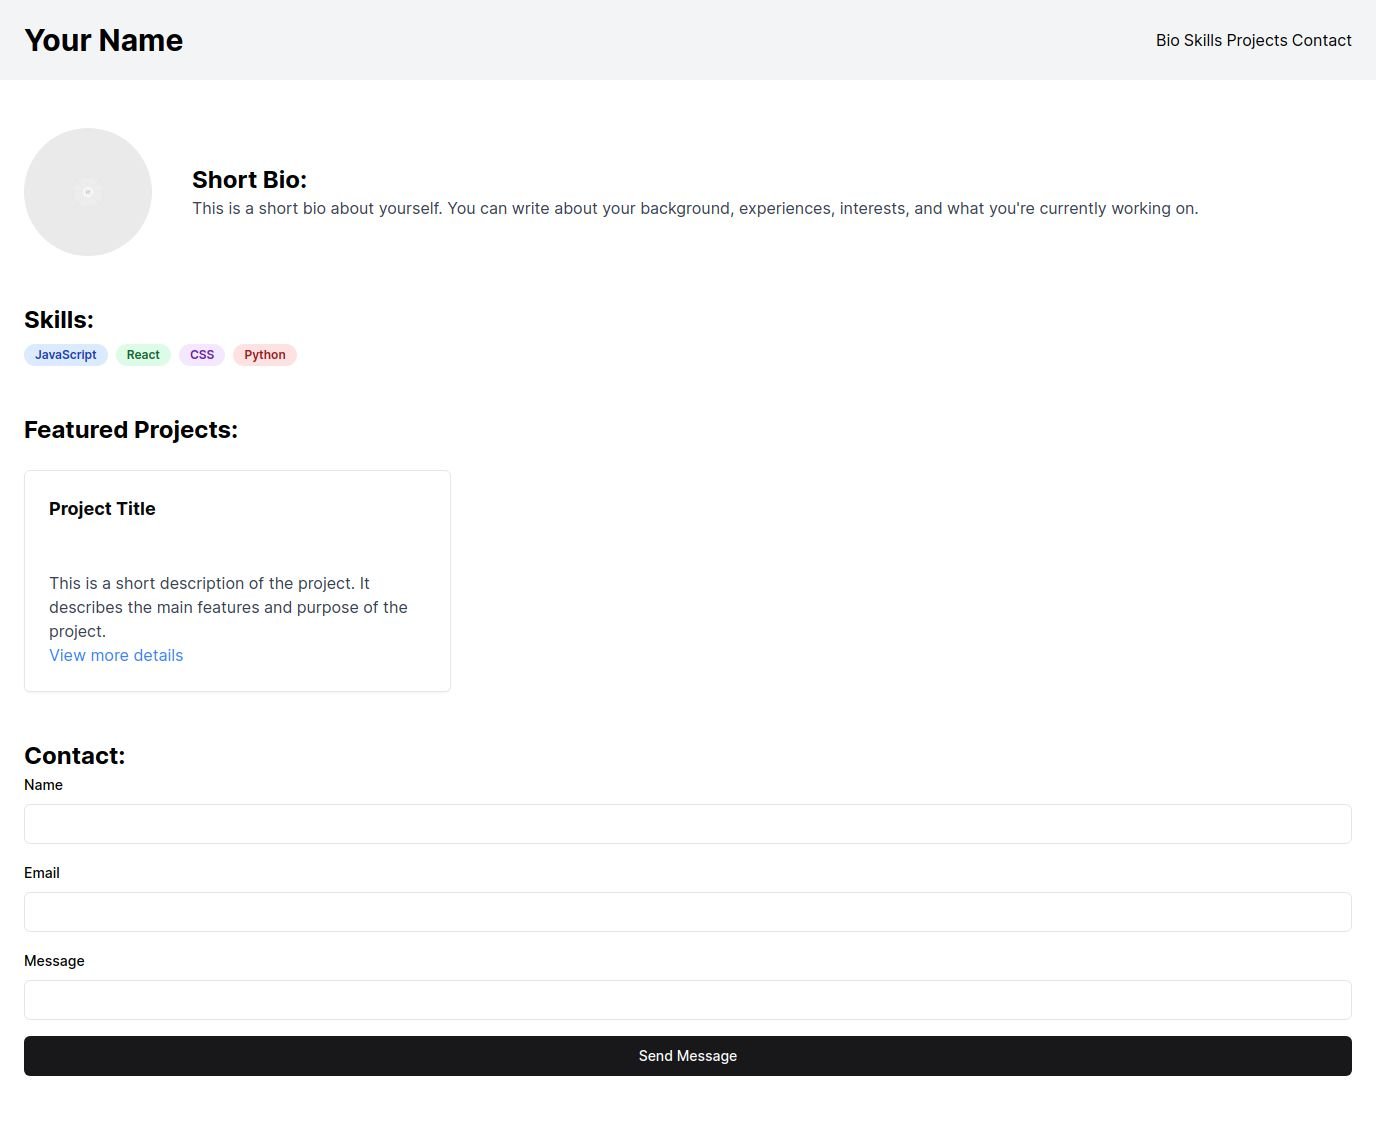 Your Name
Bio Skills Projects Contact
Short Bio:
This is a short bio about yourself. You can write about your background, experiences, interests, and what you're currently working on.
Skills:
JavaScript React CSS Python
Featured Projects:
Project Title
This is a short description of the project. It
describes the main features and purpose of the
project.
View more details
Contact:
Name
Email
Message
Send Message